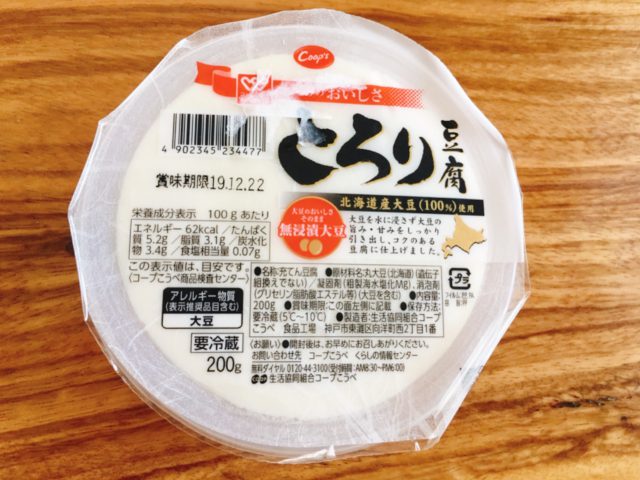 Coop's
のおいしさ
とろり豆腐
4 902345 234477
賞味期限19.12.22
北海道産大豆(100%)使用
大豆のおいしさ
そのまま
無浸漬大豆
大豆を水に浸さず大豆の
旨み・甘みをしっかり
引き出し、コクのある
豆腐に仕上げました。
栄養成分表示 100gあたり
エネルギー 62kcal/たんぱく
質 5.2g/脂質 3.1g/炭水化
物 3.4g/食塩相当量 0.07g
この表示値は、目安です。
(コープこうべ商品検査センター)
アレルギー物質
(表示推奨品目含む)
大豆
要冷蔵
200g
プラ
●名称:充てん豆腐 ●原材料名:丸大豆(北海道)(遺伝子
組換えでない)/凝固剤(粗製海水塩化Mg)、消泡剤
(グリセリン脂肪酸エステル等)(大豆を含む) ●内容量:
200g ●賞味期限:この面左側に記載 ●保存方法:
要冷蔵(5℃~10℃) ●製造者:生活協同組合コープこ
うべ 食品工場 神戸市東灘区向洋町西2丁目1番
〈お願い〉●開封後は、お早めにお召しあがりください。
お問い合わせ先 コープこうべ くらしの情報センター
無料ダイヤル 0120-44-3100(受付時間:AM8:30~PM6:00)
生活協同組合コープこうべ